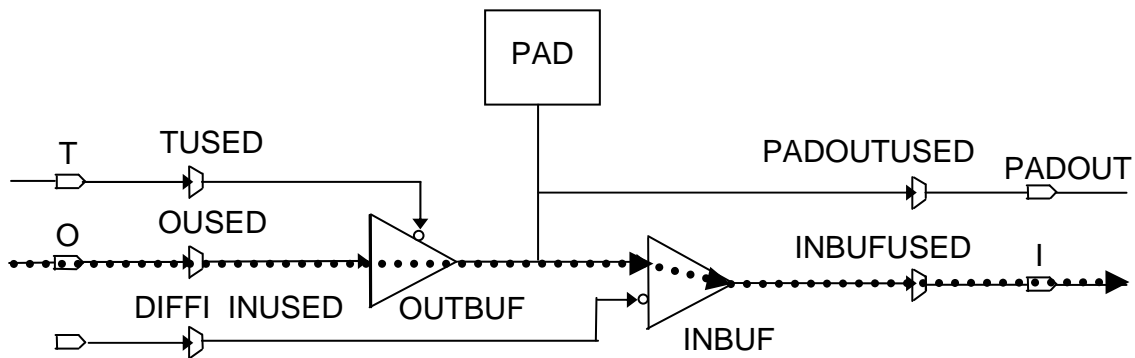 PAD
T
TUSED
PADOUTUSED
PADOUT
O
OUSED
INBUFUSED
I
DIFFI INUSED
OUTBUF
INBUF